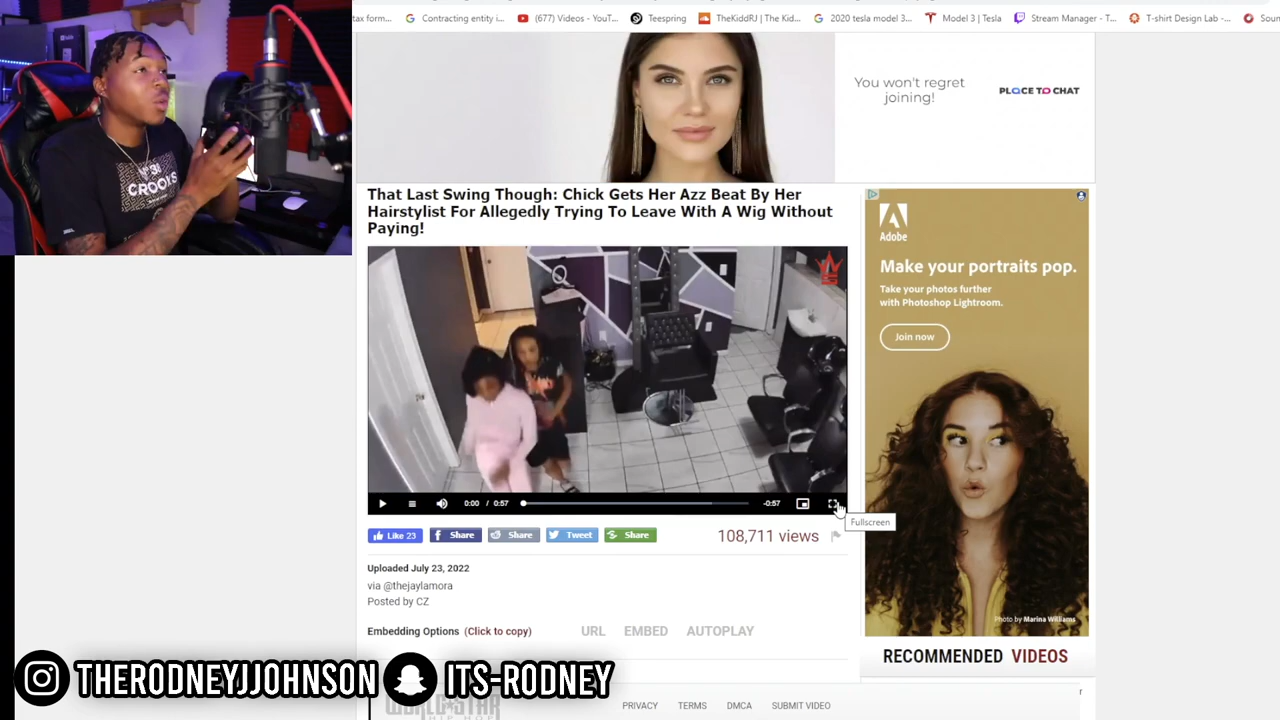 tax form...
Contracting entity i...
(677) Videos - YouT...
Teespring
TheKiddRJ | The Kid...
2020 tesla model 3...
Model 3 | Tesla
Stream Manager - T...
T-shirt Design Lab -...
Soun
You won't regret
joining!
PLACE TO CHAT
CROOKS
That Last Swing Though: Chick Gets Her Azz Beat By Her
Hairstylist For Allegedly Trying To Leave With A Wig Without
Paying!
Adobe
Make your portraits pop.
Take your photos further
with Photoshop Lightroom.
Join now
0:00 / 0:57
-0:57
Fullscreen
Like 23
Share
Share
Tweet
Share
108,711 views
Uploaded July 23, 2022
via @thejaylamora
Posted by CZ
Photo by Marina Williams
Embedding Options (Click to copy)
URL
EMBED
AUTOPLAY
RECOMMENDED VIDEOS
THERODNEYJJOHNSON
ITS-RODNEY
WORLDSTAR
HIP HOP
PRIVACY
TERMS
DMCA
SUBMIT VIDEO